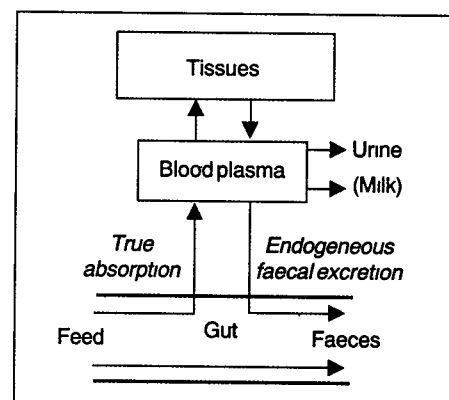 Tissues
Blood plasma
Urine
(Milk)
True
absorption
Endogeneous
faecal excretion
Feed
Gut
Faeces